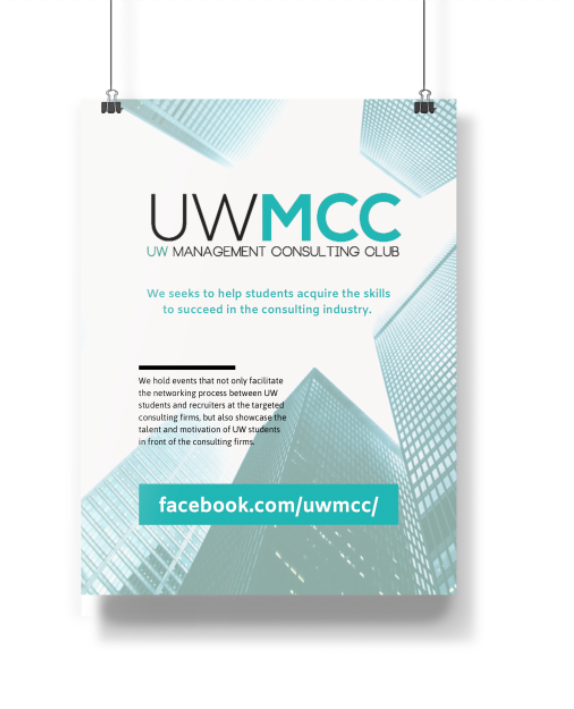 UWMCC
UW MANAGEMENT CONSULTING CLUB
We seeks to help students acquire the skills
to succeed in the consulting industry.
We hold events that not only facilitate
the networking process between UW
students and recruiters at the targeted
consulting firms, but also showcase the
talent and motivation of UW students
in front of the consulting firms.
facebook.com/uwmcc/